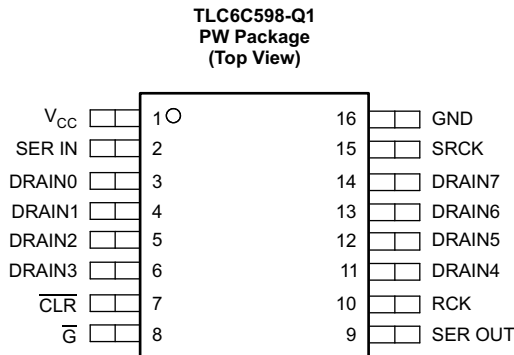 TLC6C598-Q1
PW Package
(Top View)
VCC 1 16 GND
SER IN 2 15 SRCK
DRAIN0 3 14 DRAIN7
DRAIN1 4 13 DRAIN6
DRAIN2 5 12 DRAIN5
DRAIN3 6 11 DRAIN4
C̅L̅R̅ 7 10 RCK
G̅ 8 9 SER OUT